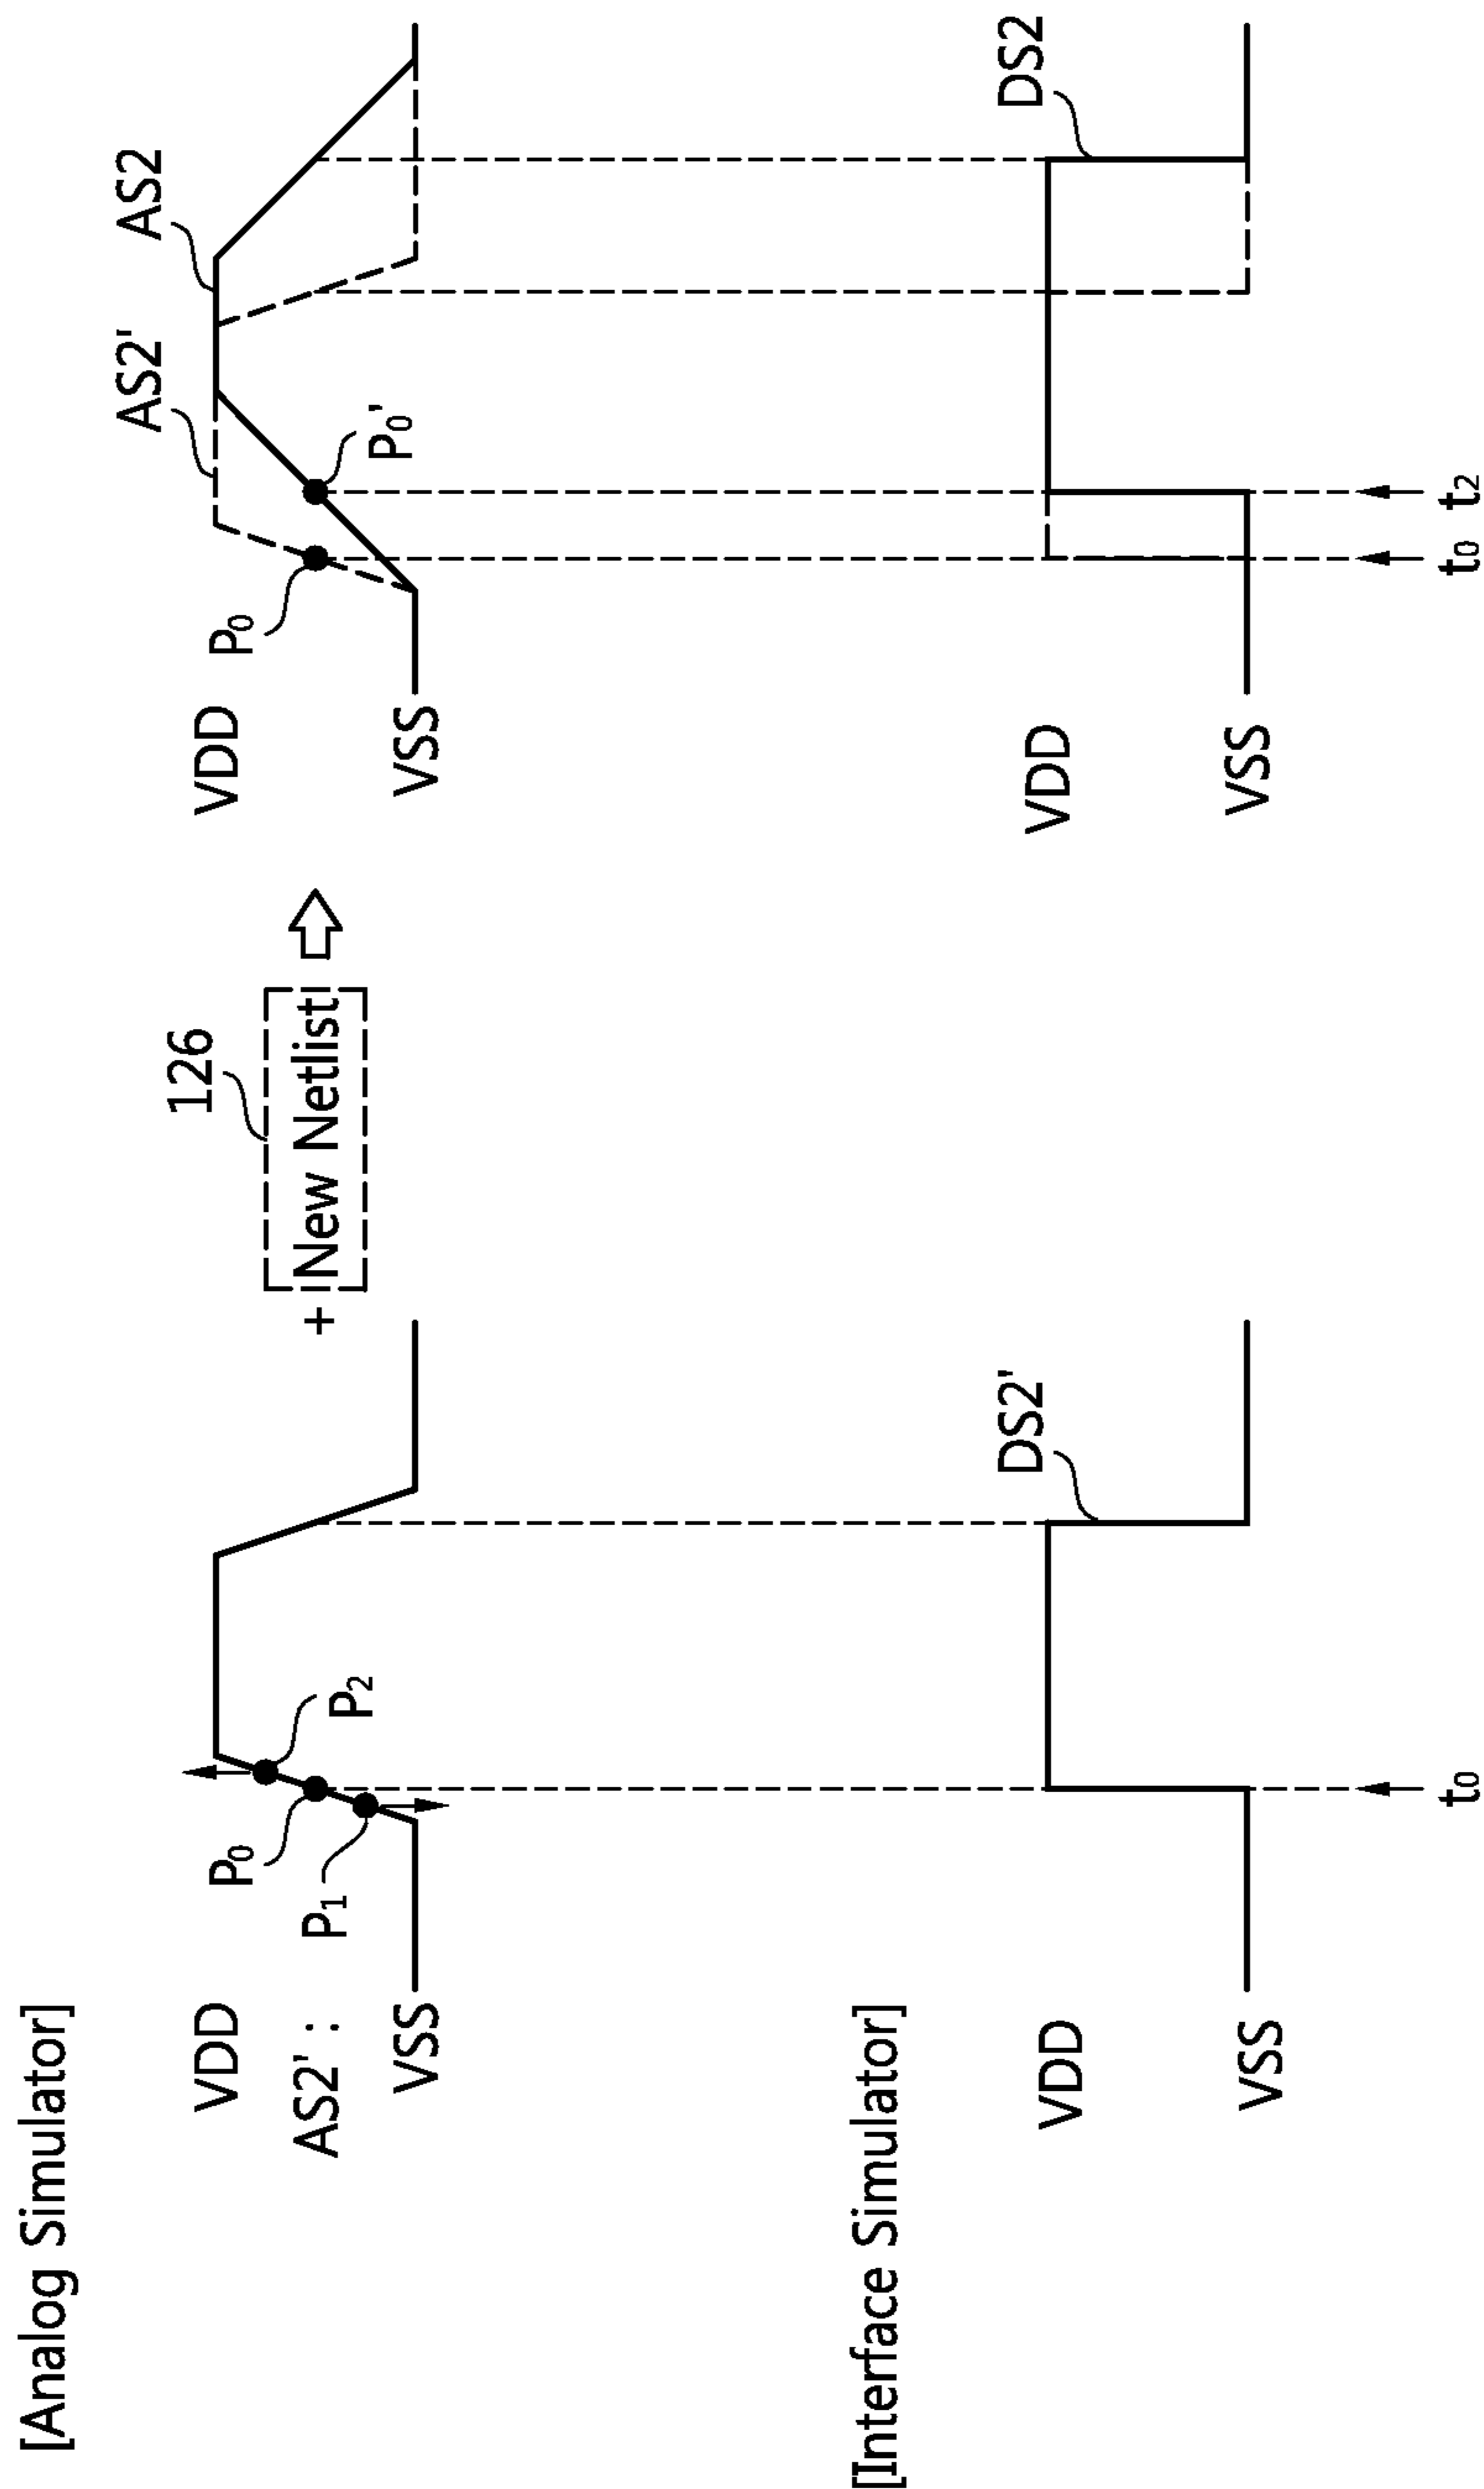 [Analog Simulator]
126
AS2'
AS2
VDD
P0
P2
VDD
P0
AS2' :
P1
+
New Netlist
P0'
VSS
VSS
[Interface Simulator]
DS2'
DS2
VDD
VDD
VSS
VSS
t0
t0
t2